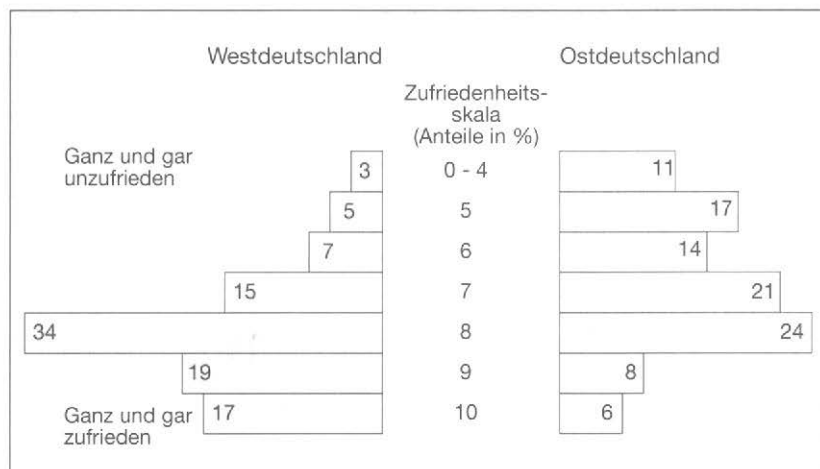 Westdeutschland Ostdeutschland
Zufriedenheits-
skala
(Anteile in %)
Ganz und gar
unzufrieden
3 0 - 4 11
5 5 17
7 6 14
15 7 21
34 8 24
19 9 8
Ganz und gar
zufrieden
17 10 6